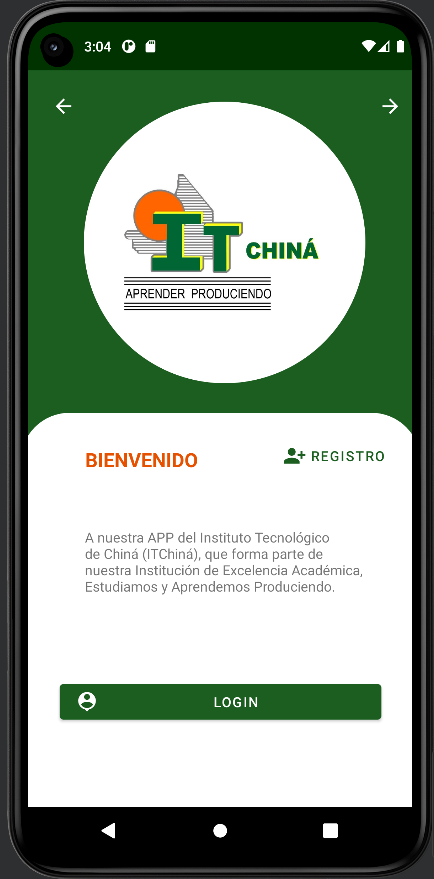 3:04
IT CHINÁ
APRENDER PRODUCIENDO
BIENVENIDO
REGISTRO
A nuestra APP del Instituto Tecnológico
de Chiná (ITChiná), que forma parte de
nuestra Institución de Excelencia Académica,
Estudiamos y Aprendemos Produciendo.
LOGIN